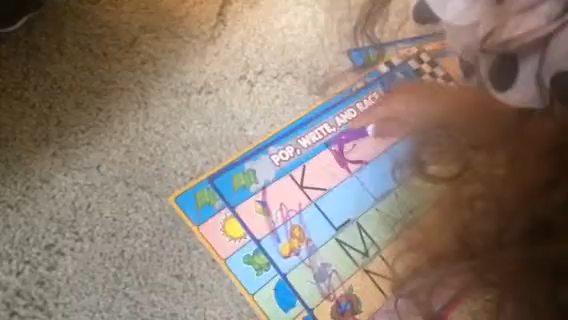 POP, WRITE, AND RACE
K K
L
M
N